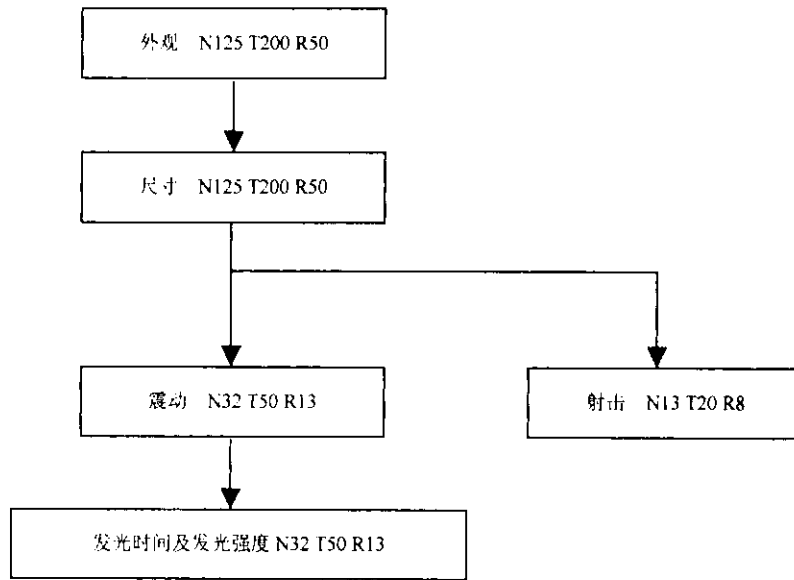 外观 N125 T200 R50
尺寸 N125 T200 R50
震动 N32 T50 R13
射击 N13 T20 R8
发光时间及发光强度 N32 T50 R13